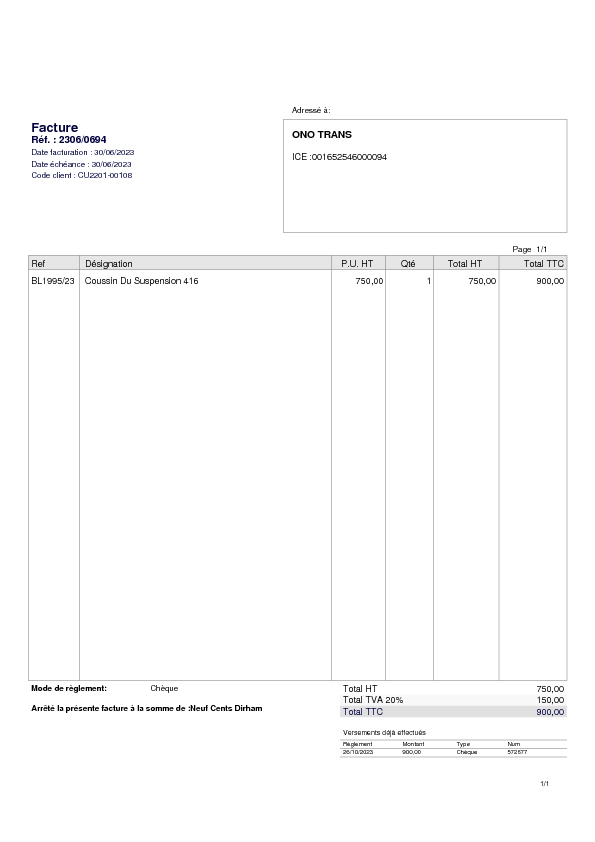 Adressé à:
Facture
Réf. : 2306/0694
Date facturation : 30/06/2023
Date échéance : 30/06/2023
Code client : CU2201-00108
ONO TRANS
ICE :001652546000094
Page 1/1
Ref Désignation P.U. HT Qté Total HT Total TTC
BL1995/23 Coussin Du Suspension 416 750,00 1 750,00 900,00
Mode de règlement: Chèque
Arrêté la présente facture à la somme de :Neuf Cents Dirham
Total HT 750,00
Total TVA 20% 150,00
Total TTC 900,00
Versements déjà effectués
Règlement Montant Type Num
26/10/2023 900,00 Chèque 572577
1/1